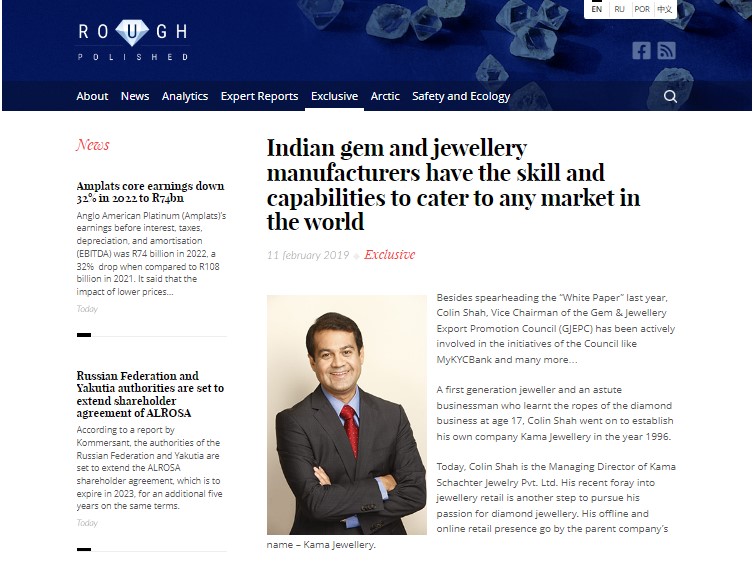 EN RU POR 中文
ROUGH
POLISHED
About News Analytics Expert Reports Exclusive Arctic Safety and Ecology
News
Amplats core earnings down
32% in 2022 to R74bn
Anglo American Platinum (Amplats)'s
earnings before interest, taxes,
depreciation, and amortisation
(EBITDA) was R74 billion in 2022, a
32% drop when compared to R108
billion in 2021. It said that the
impact of lower prices...
Today
Russian Federation and
Yakutia authorities are set to
extend shareholder
agreement of ALROSA
According to a report by
Kommersant, the authorities of the
Russian Federation and Yakutia are
set to extend the ALROSA
shareholder agreement, which is to
expire in 2023, for an additional five
years on the same terms.
Today
Indian gem and jewellery
manufacturers have the skill and
capabilities to cater to any market in
the world
11 february 2019 Exclusive
Besides spearheading the “White Paper” last year,
Colin Shah, Vice Chairman of the Gem & Jewellery
Export Promotion Council (GJEPC) has been actively
involved in the initiatives of the Council like
MyKYCBank and many more…
A first generation jeweller and an astute
businessman who learnt the ropes of the diamond
business at age 17, Colin Shah went on to establish
his own company Kama Jewellery in the year 1996.
Today, Colin Shah is the Managing Director of Kama
Schachter Jewelry Pvt. Ltd. His recent foray into
jewellery retail is another step to pursue his
passion for diamond jewellery. His offline and
online retail presence go by the parent company's
name – Kama Jewellery.